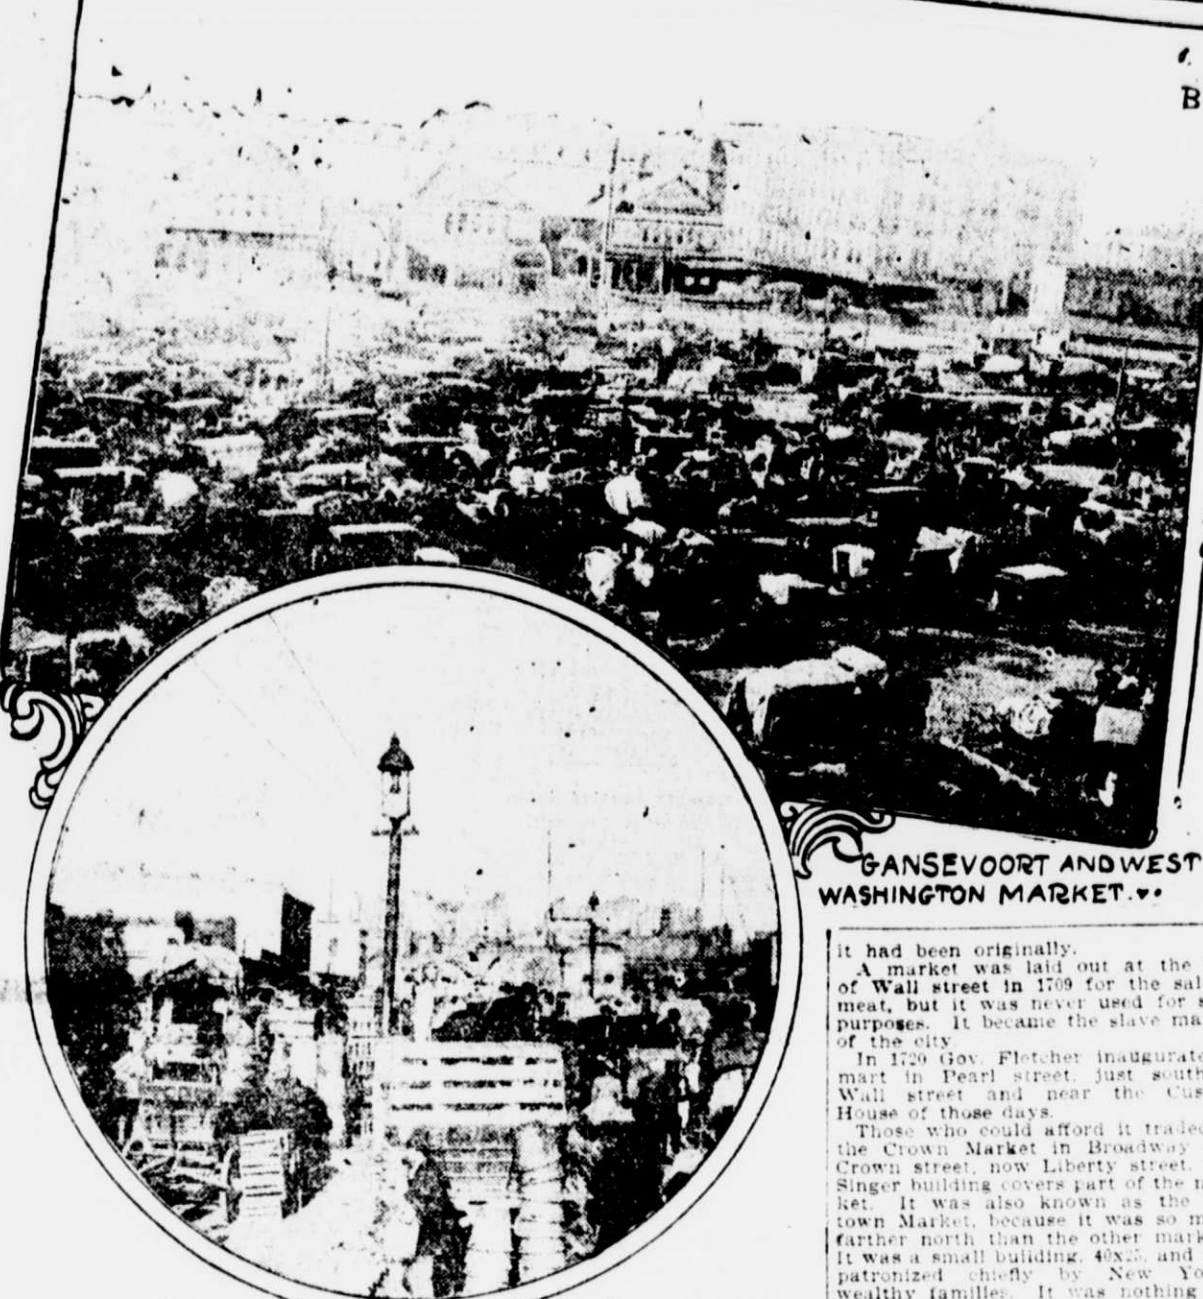 B
GANSEVOORT AND WEST
WASHINGTON MARKET.
it had been originally.
A market was laid out at the
of Wall street in 1709 for the sal
meat, but it was never used for
purposes. It became the slave ma
of the city.
In 1720 Gov. Fletcher inaugurate
mart in Pearl street, just south
Wall street and near the Cus
House of those days.
Those who could afford it traded
the Crown Market in Broadway
Crown street, now Liberty street.
Singer building covers part of the m
ket. It was also known as the
town Market, because it was so m
farther north than the other mark
It was a small building, 40x25, and
patronized chiefly by New Yo
wealthy families. It was nothing